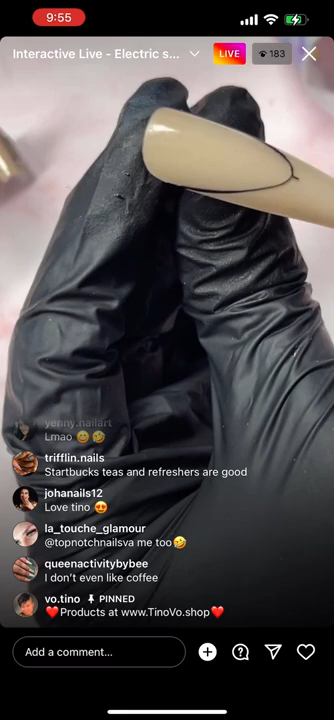 9:55
Interactive Live - Electric s...
LIVE
183
yenny.nailart
Lmao 😄🤣
trifflin.nails
Startbucks teas and refreshers are good
johanails12
Love tino 😍
la_touche_glamour
@topnotchnailsva me too🤣
queenactivitybybee
I don't even like coffee
vo.tino PINNED
❤️Products at www.TinoVo.shop❤️
Add a comment...